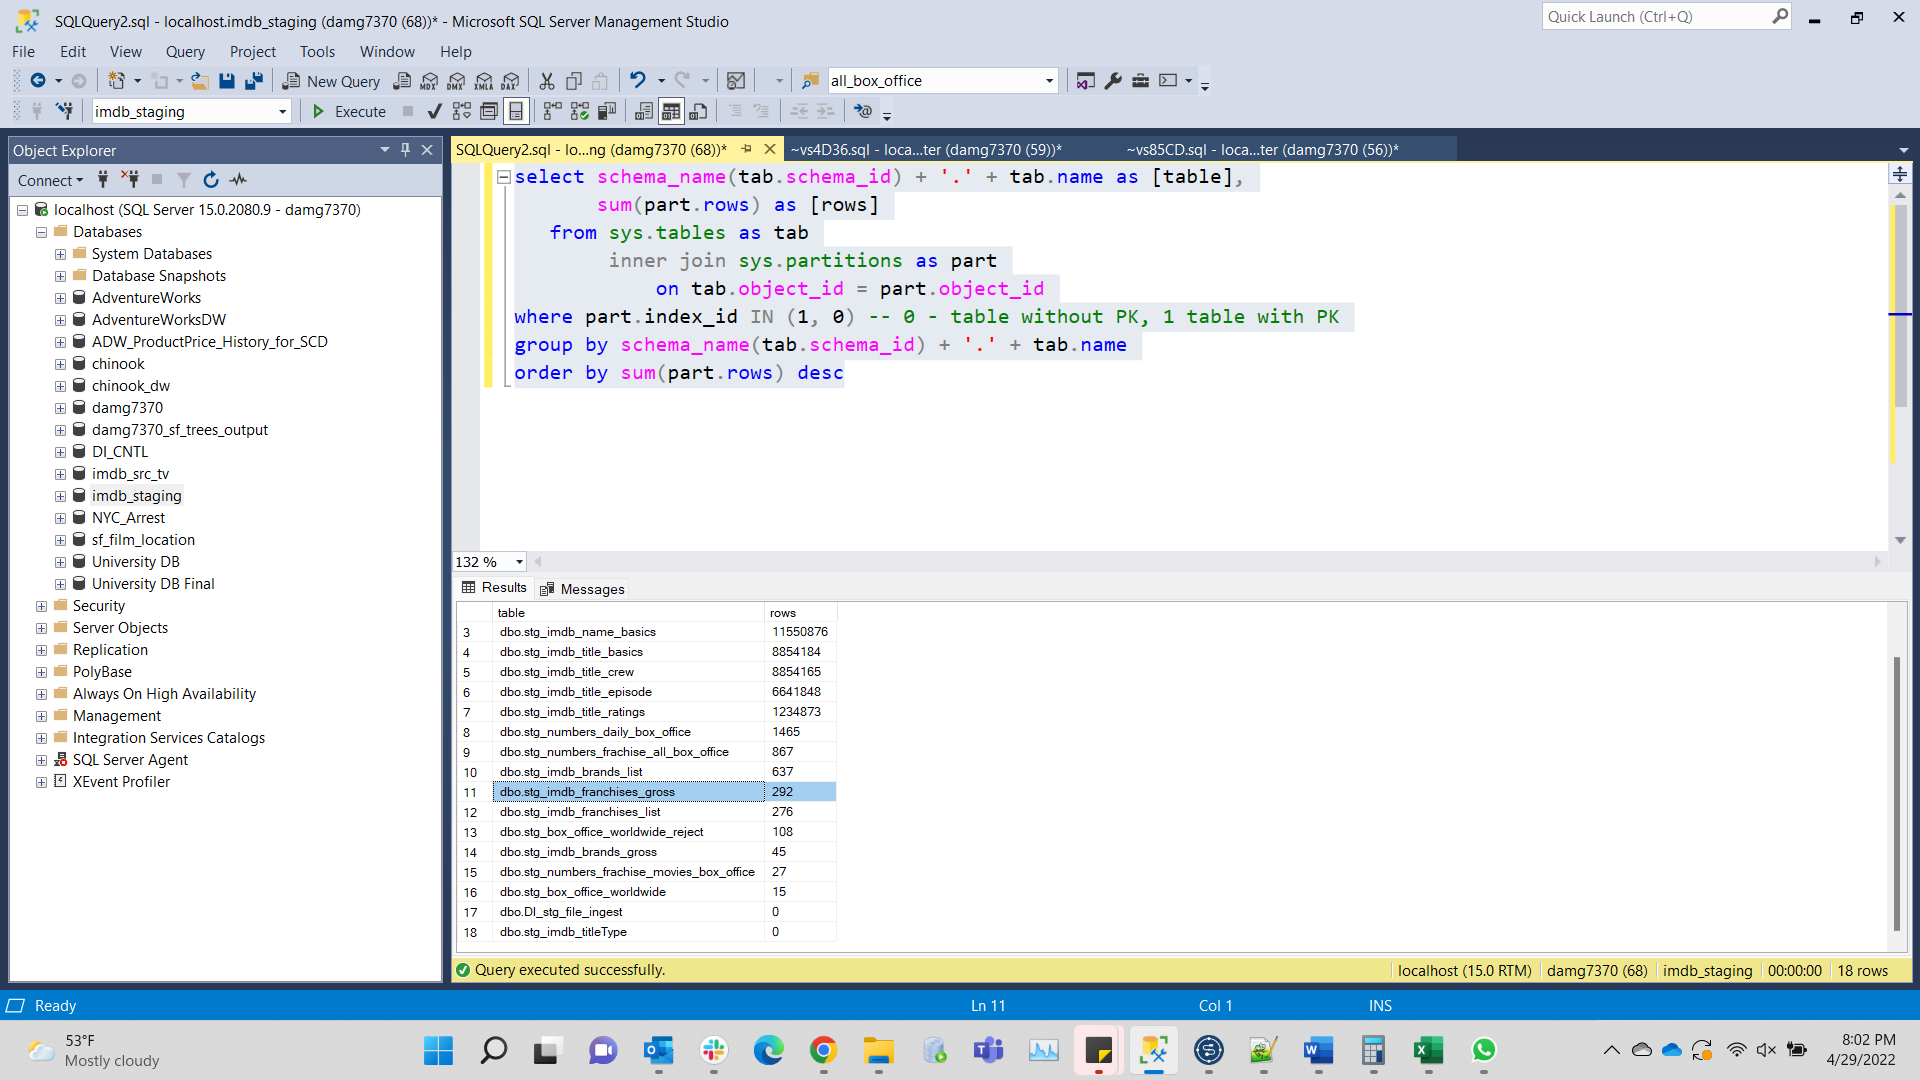 SQLQuery2.sql - localhost.imdb_staging (damg7370 (68))* - Microsoft SQL Server Management Studio
Quick Launch (Ctrl+Q)
File Edit View Query Project Tools Window Help
New Query
MDX DMX XMLA DAX
all_box_office
imdb_staging
Execute
Object Explorer
Connect
localhost (SQL Server 15.0.2080.9 - damg7370)
Databases
System Databases
Database Snapshots
AdventureWorks
AdventureWorksDW
ADW_ProductPrice_History_for_SCD
chinook
chinook_dw
damg7370
damg7370_sf_trees_output
DI_CNTL
imdb_src_tv
imdb_staging
NYC_Arrest
sf_film_location
University DB
University DB Final
Security
Server Objects
Replication
PolyBase
Always On High Availability
Management
Integration Services Catalogs
SQL Server Agent
XEvent Profiler
SQLQuery2.sql - lo...ng (damg7370 (68))*
~vs4D36.sql - loca...ter (damg7370 (59))*
~vs85CD.sql - loca...ter (damg7370 (56))*
select schema_name(tab.schema_id) + '.' + tab.name as [table],
sum(part.rows) as [rows]
from sys.tables as tab
inner join sys.partitions as part
on tab.object_id = part.object_id
where part.index_id IN (1, 0) -- 0 - table without PK, 1 table with PK
group by schema_name(tab.schema_id) + '.' + tab.name
order by sum(part.rows) desc
132 %
Results Messages
table rows
3 dbo.stg_imdb_name_basics 11550876
4 dbo.stg_imdb_title_basics 8854184
5 dbo.stg_imdb_title_crew 8854165
6 dbo.stg_imdb_title_episode 6641848
7 dbo.stg_imdb_title_ratings 1234873
8 dbo.stg_numbers_daily_box_office 1465
9 dbo.stg_numbers_frachise_all_box_office 867
10 dbo.stg_imdb_brands_list 637
11 dbo.stg_imdb_franchises_gross 292
12 dbo.stg_imdb_franchises_list 276
13 dbo.stg_box_office_worldwide_reject 108
14 dbo.stg_imdb_brands_gross 45
15 dbo.stg_numbers_frachise_movies_box_office 27
16 dbo.stg_box_office_worldwide 15
17 dbo.DI_stg_file_ingest 0
18 dbo.stg_imdb_titleType 0
Query executed successfully.
localhost (15.0 RTM) damg7370 (68) imdb_staging 00:00:00 18 rows
Ready Ln 11 Col 1 INS
53°F
Mostly cloudy
8:02 PM
4/29/2022